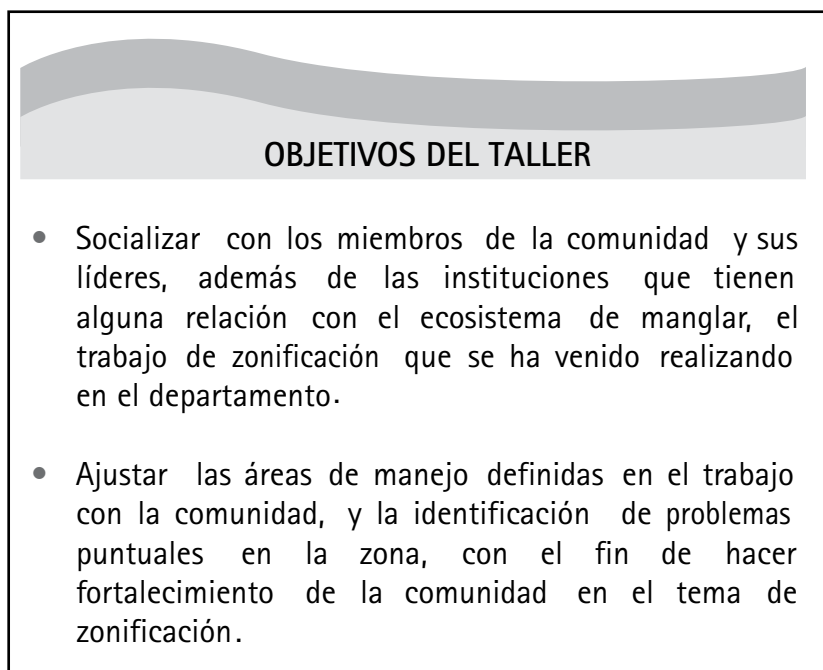 OBJETIVOS DEL TALLER
• Socializar con los miembros de la comunidad y sus
líderes, además de las instituciones que tienen
alguna relación con el ecosistema de manglar, el
trabajo de zonificación que se ha venido realizando
en el departamento.
• Ajustar las áreas de manejo definidas en el trabajo
con la comunidad, y la identificación de problemas
puntuales en la zona, con el fin de hacer
fortalecimiento de la comunidad en el tema de
zonificación.